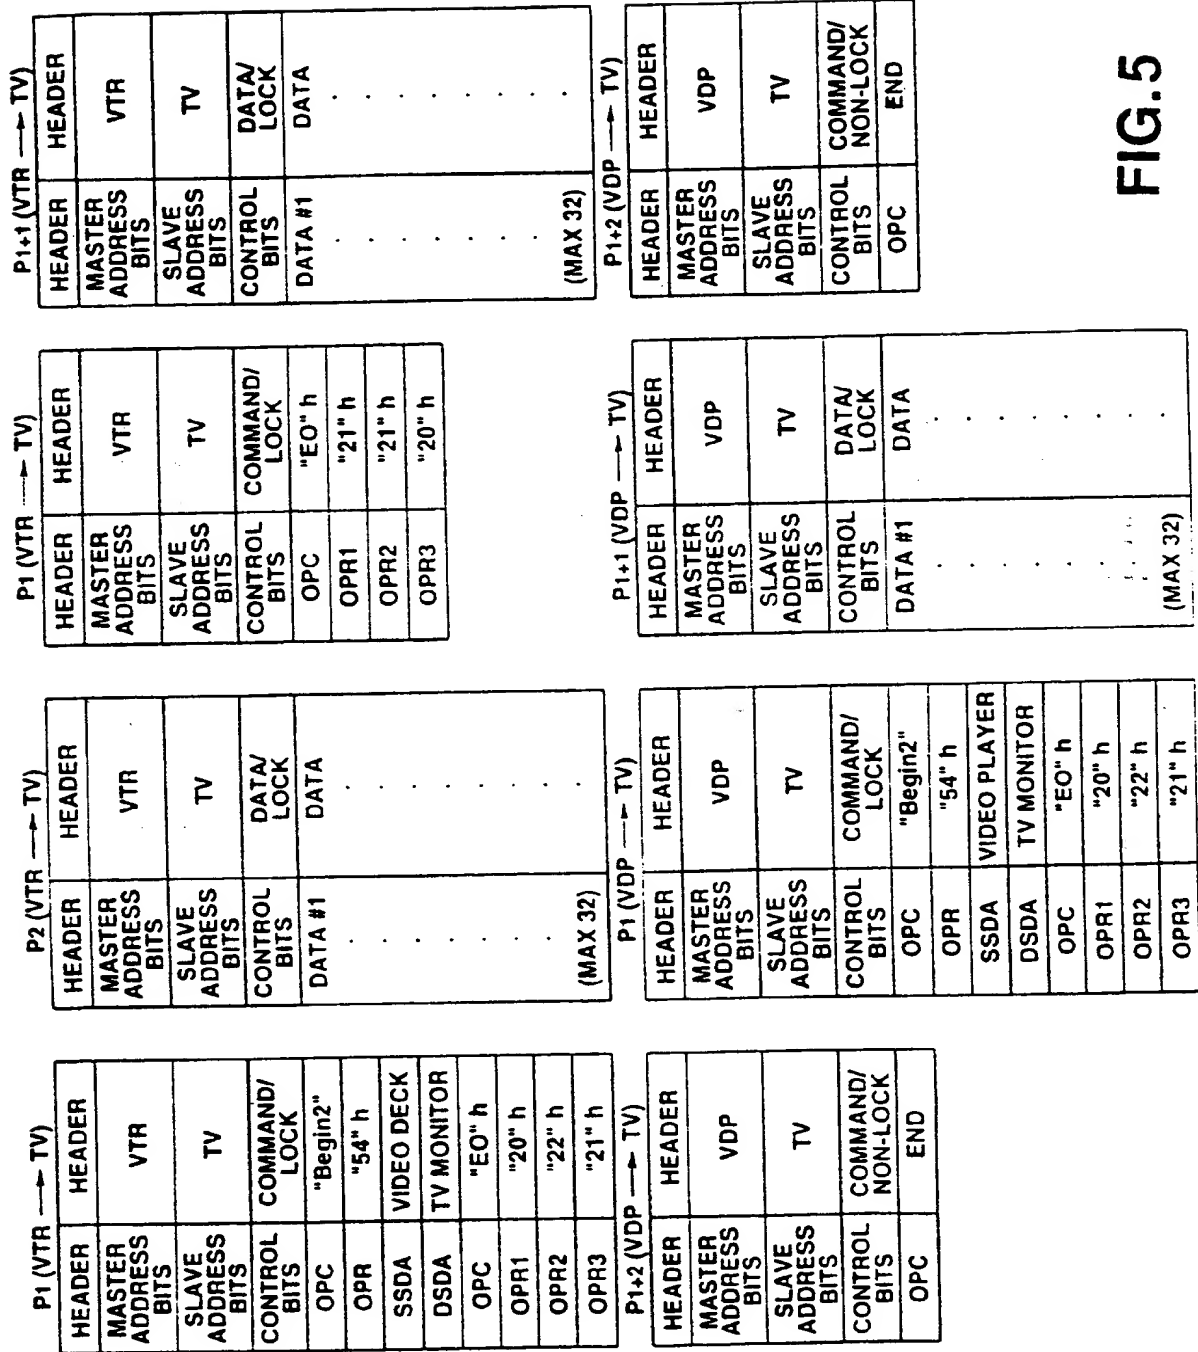 P1 (VTR → TV)
HEADER HEADER
MASTER ADDRESS BITS VTR
SLAVE ADDRESS BITS TV
CONTROL BITS COMMAND/ LOCK
OPC "Begin2"
OPR "54" h
SSDA VIDEO DECK
DSDA TV MONITOR
OPC "EO" h
OPR1 "20" h
OPR2 "22" h
OPR3 "21" h
P2 (VTR → TV)
HEADER HEADER
MASTER ADDRESS BITS VTR
SLAVE ADDRESS BITS TV
CONTROL BITS DATA/ LOCK
DATA #1 DATA
(MAX 32)
P1 (VTR → TV)
HEADER HEADER
MASTER ADDRESS BITS VTR
SLAVE ADDRESS BITS TV
CONTROL BITS COMMAND/ LOCK
OPC "EO" h
OPR1 "21" h
OPR2 "21" h
OPR3 "20" h
P1+1 (VTR → TV)
HEADER HEADER
MASTER ADDRESS BITS VTR
SLAVE ADDRESS BITS TV
CONTROL BITS DATA/ LOCK
DATA #1 DATA
(MAX 32)
P1+2 (VDP → TV)
HEADER HEADER
MASTER ADDRESS BITS VDP
SLAVE ADDRESS BITS TV
CONTROL BITS COMMAND/ NON-LOCK
OPC END
P1 (VDP → TV)
HEADER HEADER
MASTER ADDRESS BITS VDP
SLAVE ADDRESS BITS TV
CONTROL BITS COMMAND/ LOCK
OPC "Begin2"
OPR "54" h
SSDA VIDEO PLAYER
DSDA TV MONITOR
OPC "EO" h
OPR1 "20" h
OPR2 "22" h
OPR3 "21" h
P1+1 (VDP → TV)
HEADER HEADER
MASTER ADDRESS BITS VDP
SLAVE ADDRESS BITS TV
CONTROL BITS DATA/ LOCK
DATA #1 DATA
(MAX 32)
P1+2 (VDP → TV)
HEADER HEADER
MASTER ADDRESS BITS VDP
SLAVE ADDRESS BITS TV
CONTROL BITS COMMAND/ NON-LOCK
OPC END
FIG.5